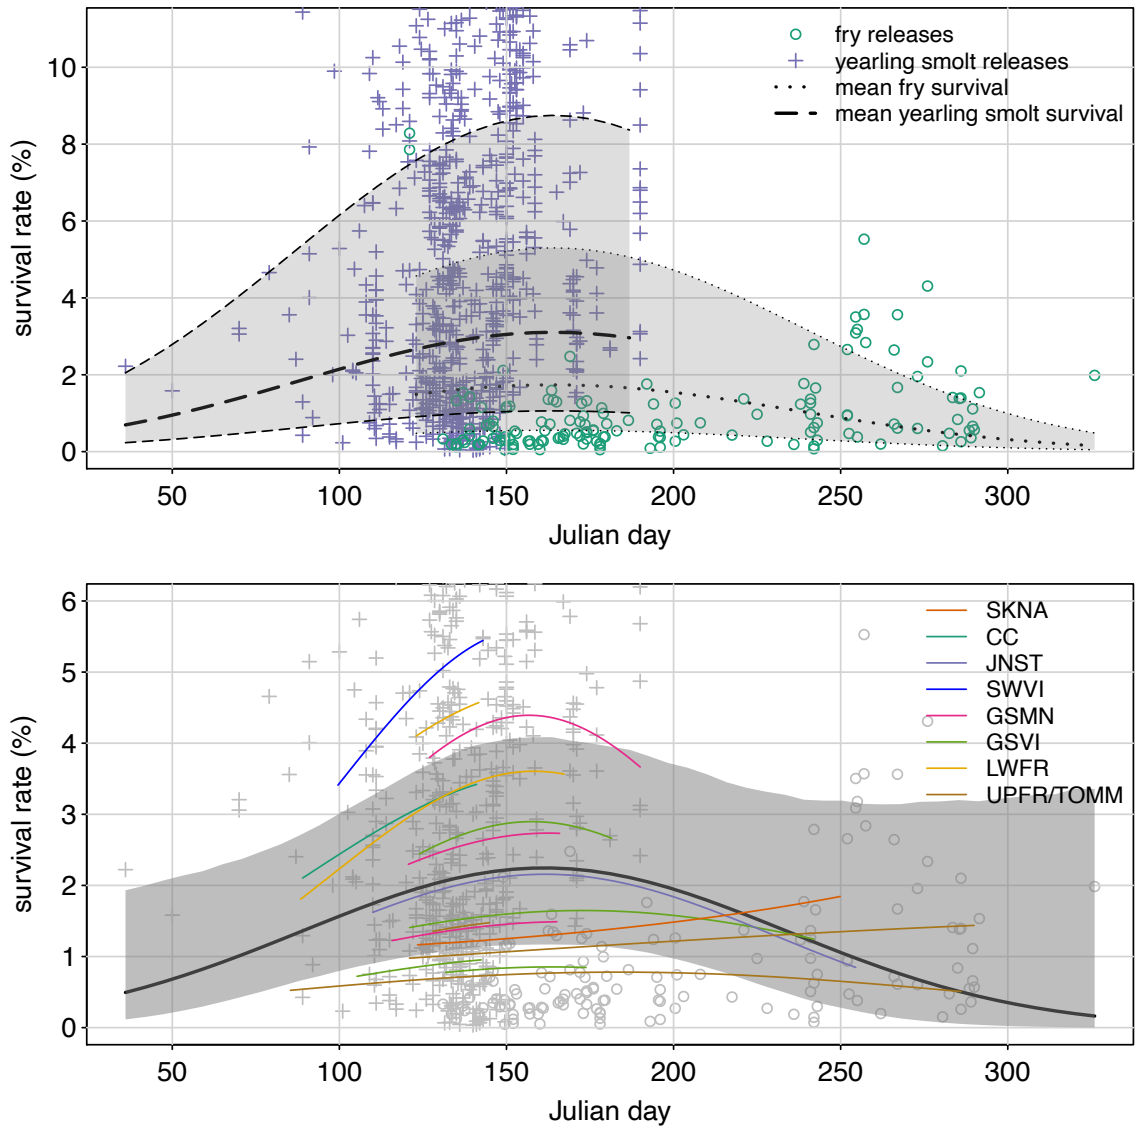 fry releases
yearling smolt releases
mean fry survival
mean yearling smolt survival
survival rate (%)
10
8
6
4
2
0
50 100 150 200 250 300
Julian day
SKNA
CC
JNST
SWVI
GSMN
GSVI
LWFR
UPFR/TOMM
survival rate (%)
6
5
4
3
2
1
0
50 100 150 200 250 300
Julian day